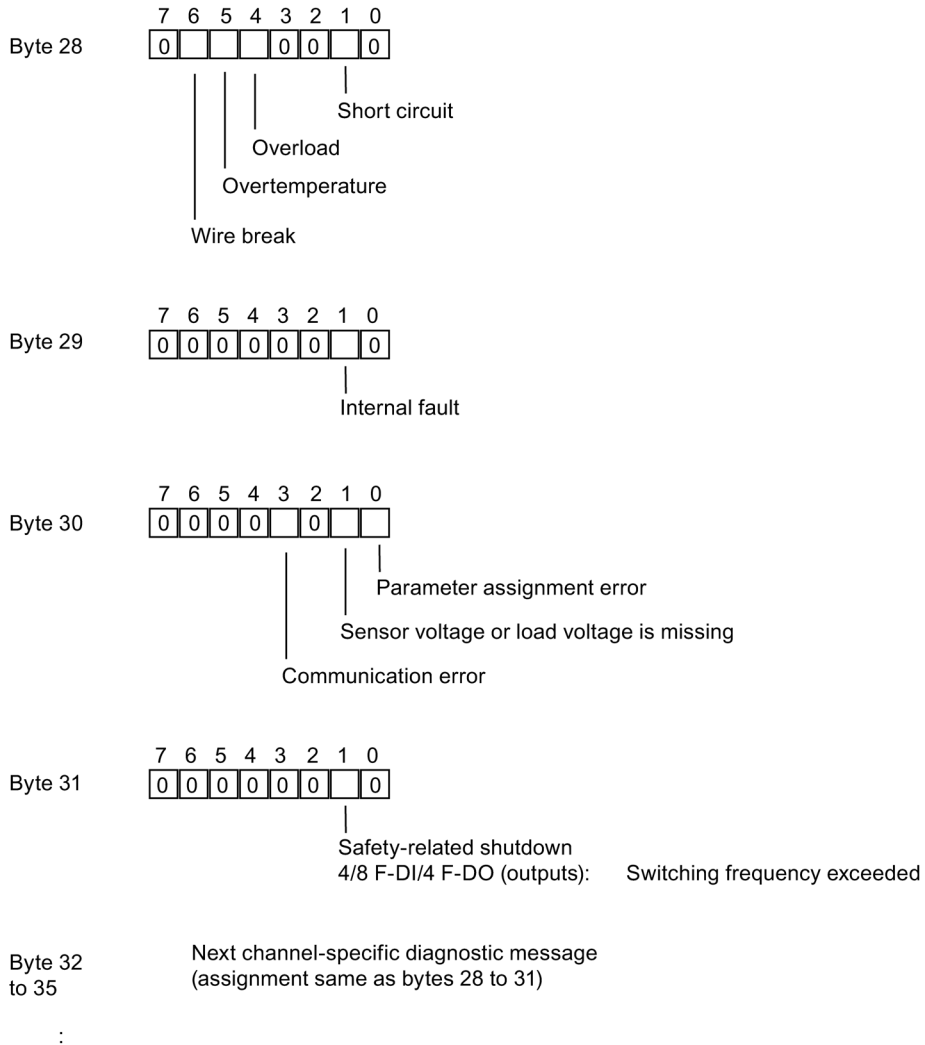 7 6 5 4 3 2 1 0
Byte 28 0 0 0 0
Short circuit
Overload
Overtemperature
Wire break
7 6 5 4 3 2 1 0
Byte 29 0 0 0 0 0 0 0
Internal fault
7 6 5 4 3 2 1 0
Byte 30 0 0 0 0 0
Parameter assignment error
Sensor voltage or load voltage is missing
Communication error
7 6 5 4 3 2 1 0
Byte 31 0 0 0 0 0 0 0
Safety-related shutdown
4/8 F-DI/4 F-DO (outputs): Switching frequency exceeded
Byte 32
to 35
Next channel-specific diagnostic message
(assignment same as bytes 28 to 31)
: